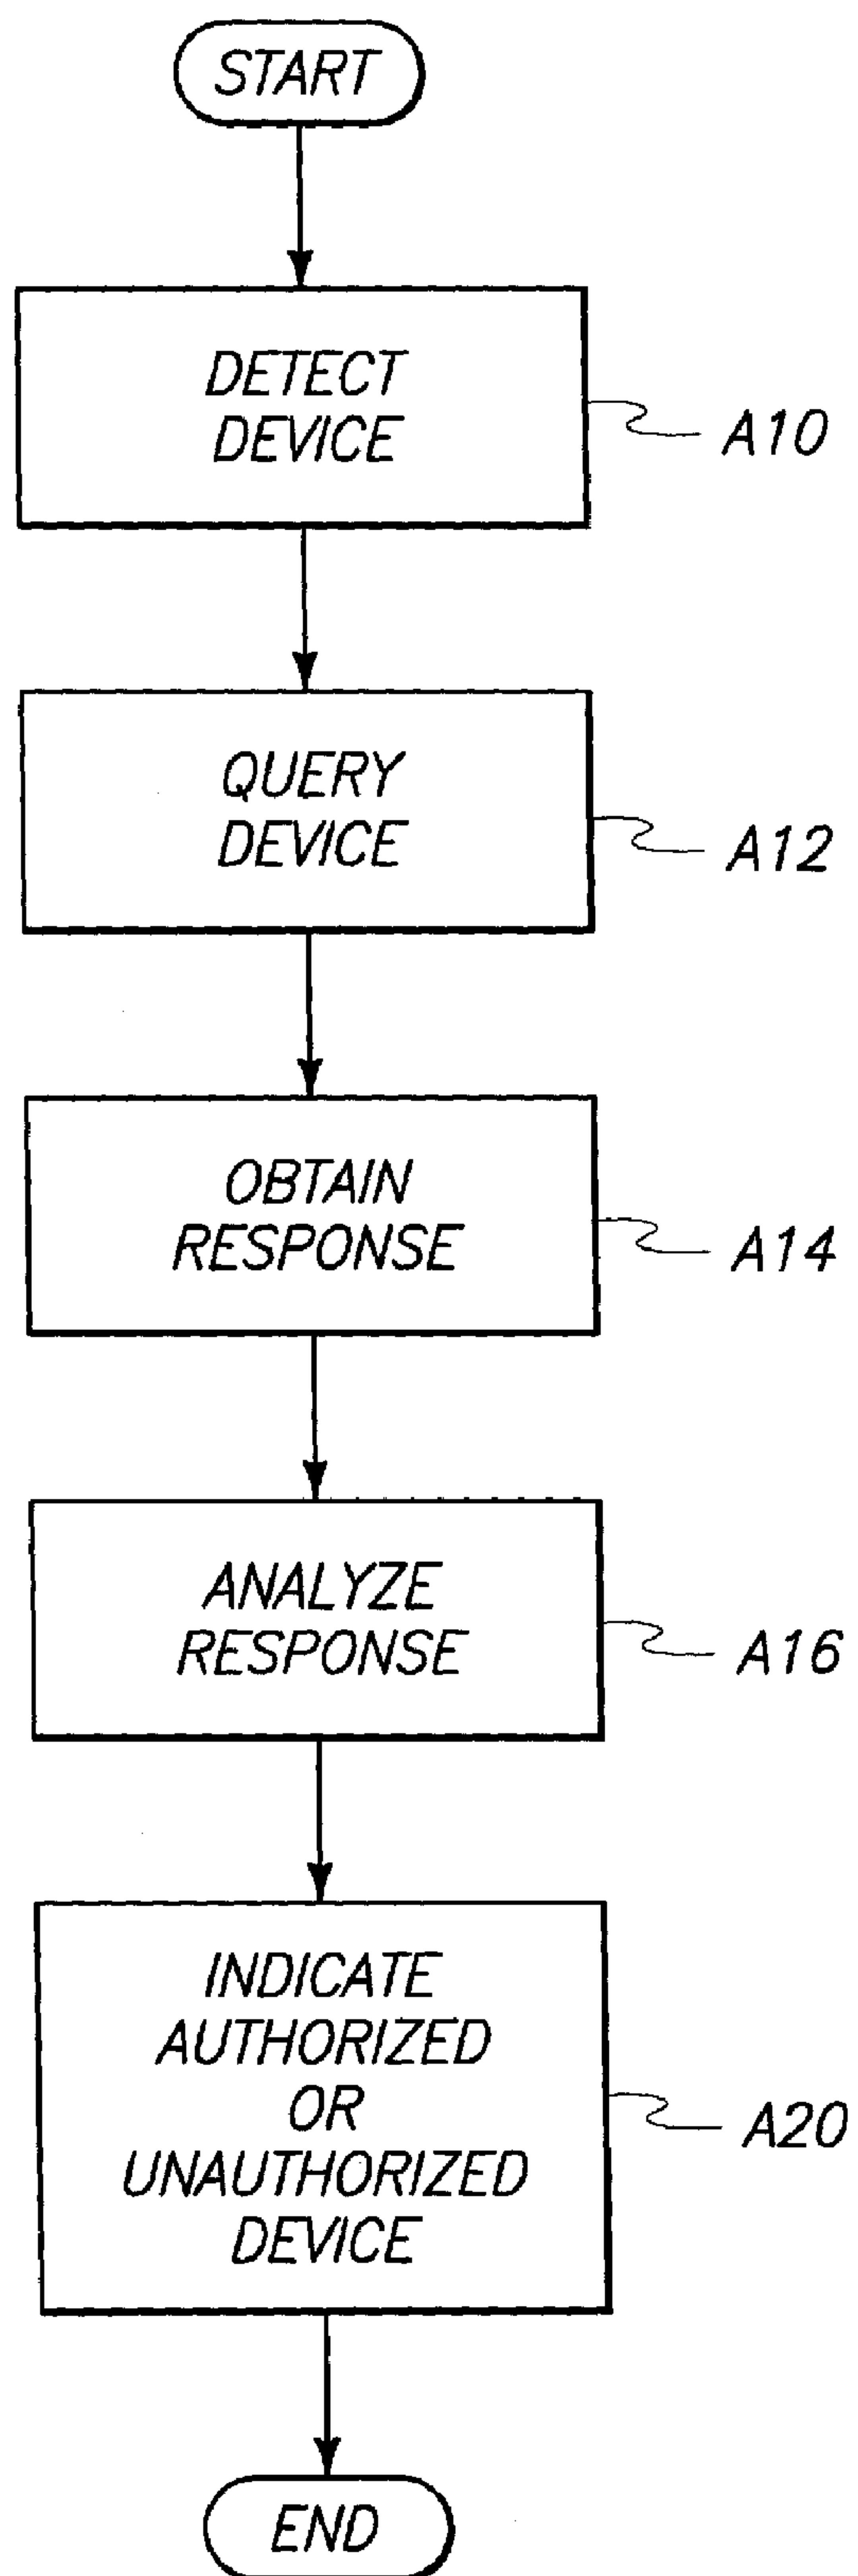 START
DETECT
DEVICE
A10
QUERY
DEVICE
A12
OBTAIN
RESPONSE
A14
ANALYZE
RESPONSE
A16
INDICATE
AUTHORIZED
OR
UNAUTHORIZED
DEVICE
A20
END